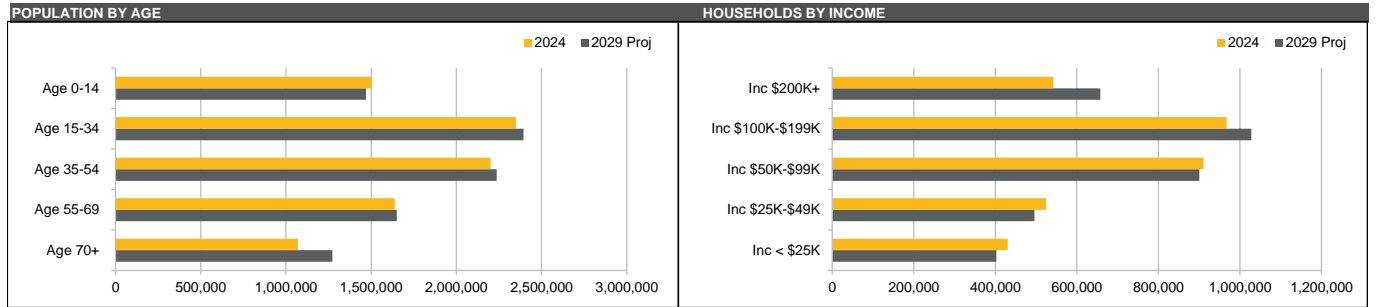 POPULATION BY AGE
2024 2029 Proj
Age 0-14
Age 15-34
Age 35-54
Age 55-69
Age 70+
0 500,000 1,000,000 1,500,000 2,000,000 2,500,000 3,000,000
HOUSEHOLDS BY INCOME
2024 2029 Proj
Inc $200K+
Inc $100K-$199K
Inc $50K-$99K
Inc $25K-$49K
Inc < $25K
0 200,000 400,000 600,000 800,000 1,000,000 1,200,000